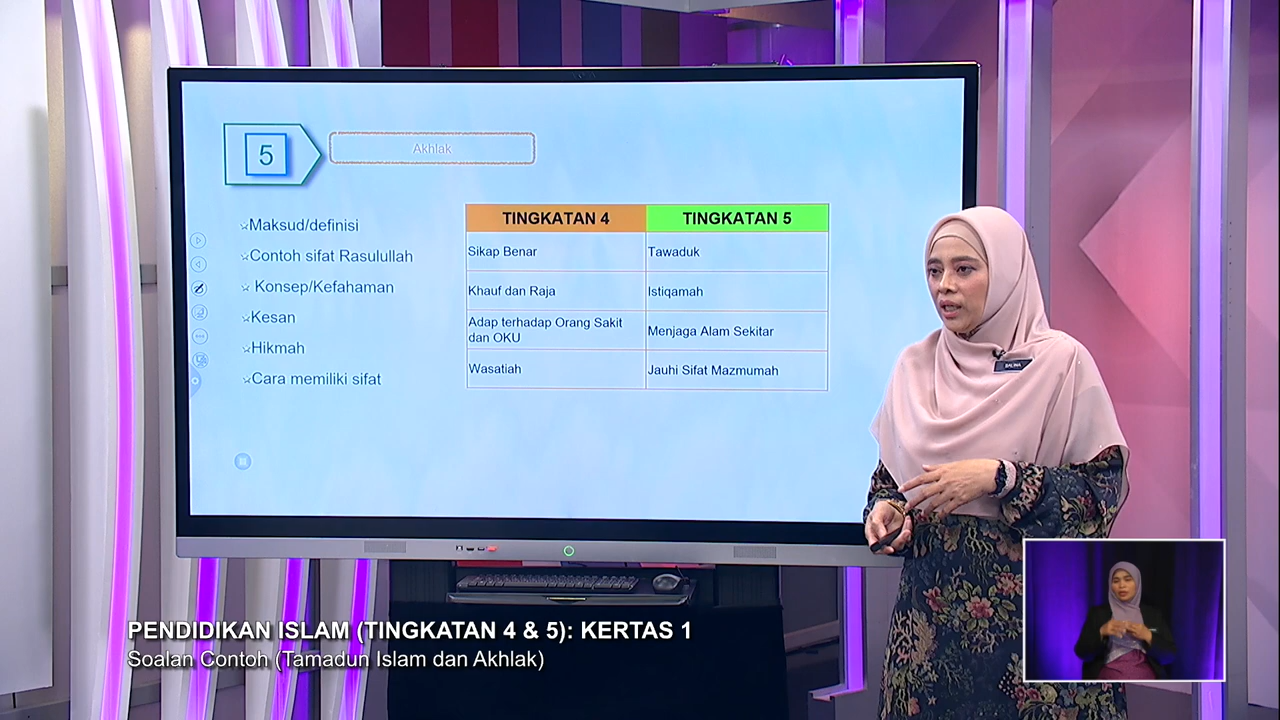 5
Akhlak
Maksud/definisi
Contoh sifat Rasulullah
Konsep/Kefahaman
Kesan
Hikmah
Cara memiliki sifat
TINGKATAN 4 TINGKATAN 5
Sikap Benar Tawaduk
Khauf dan Raja Istiqamah
Adap terhadap Orang Sakit
dan OKU Menjaga Alam Sekitar
Wasatiah Jauhi Sifat Mazmumah
PENDIDIKAN ISLAM (TINGKATAN 4 & 5): KERTAS 1
Soalan Contoh (Tamadun Islam dan Akhlak)